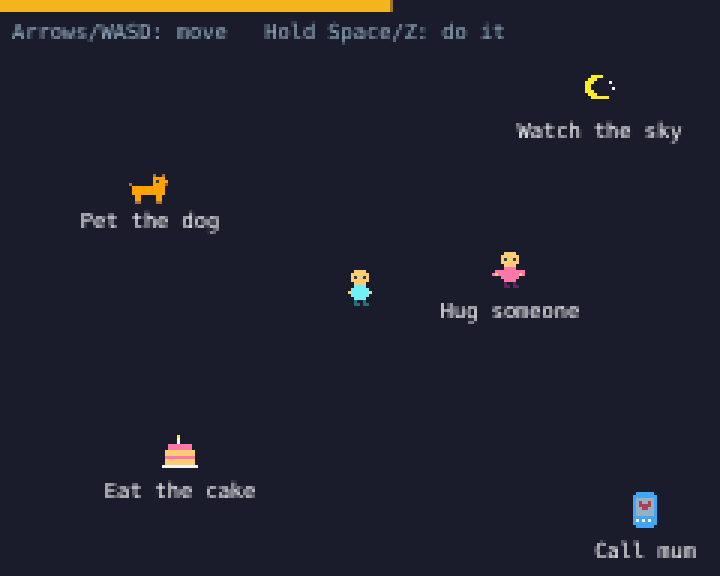 Arrows/WASD: move   Hold Space/Z: do it
Watch the sky
Pet the dog
Hug someone
Eat the cake
Call mum